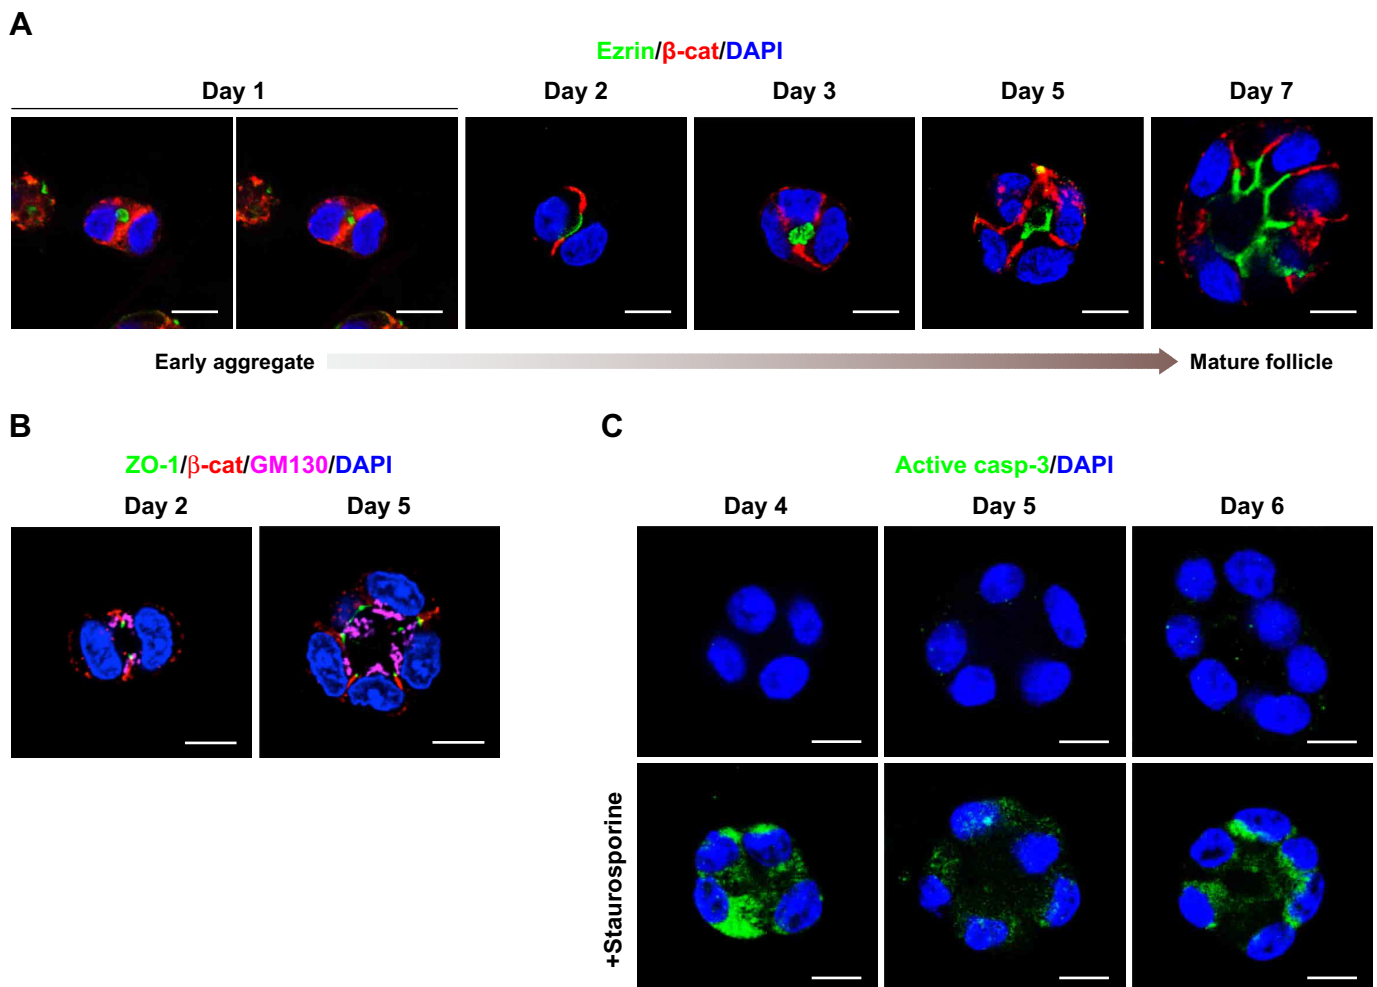 A
Ezrin/β-cat/DAPI
Day 1
Day 2
Day 3
Day 5
Day 7
Early aggregate
Mature follicle
B
ZO-1/β-cat/GM130/DAPI
Day 2
Day 5
C
Active casp-3/DAPI
Day 4
Day 5
Day 6
+Staurosporine